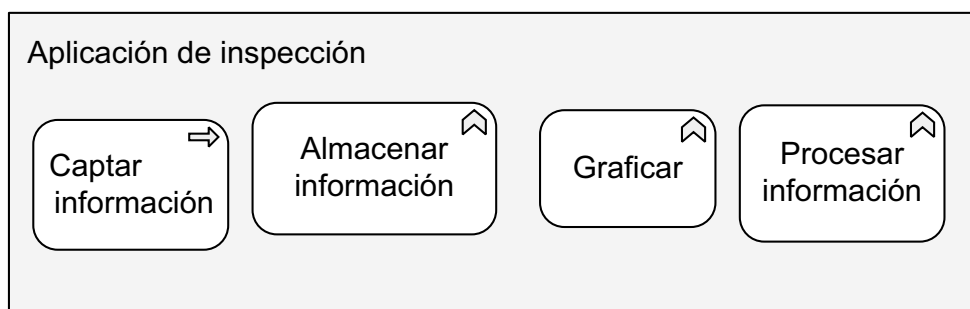 Aplicación de inspección
Captar
información
Almacenar
información
Graficar
Procesar
información